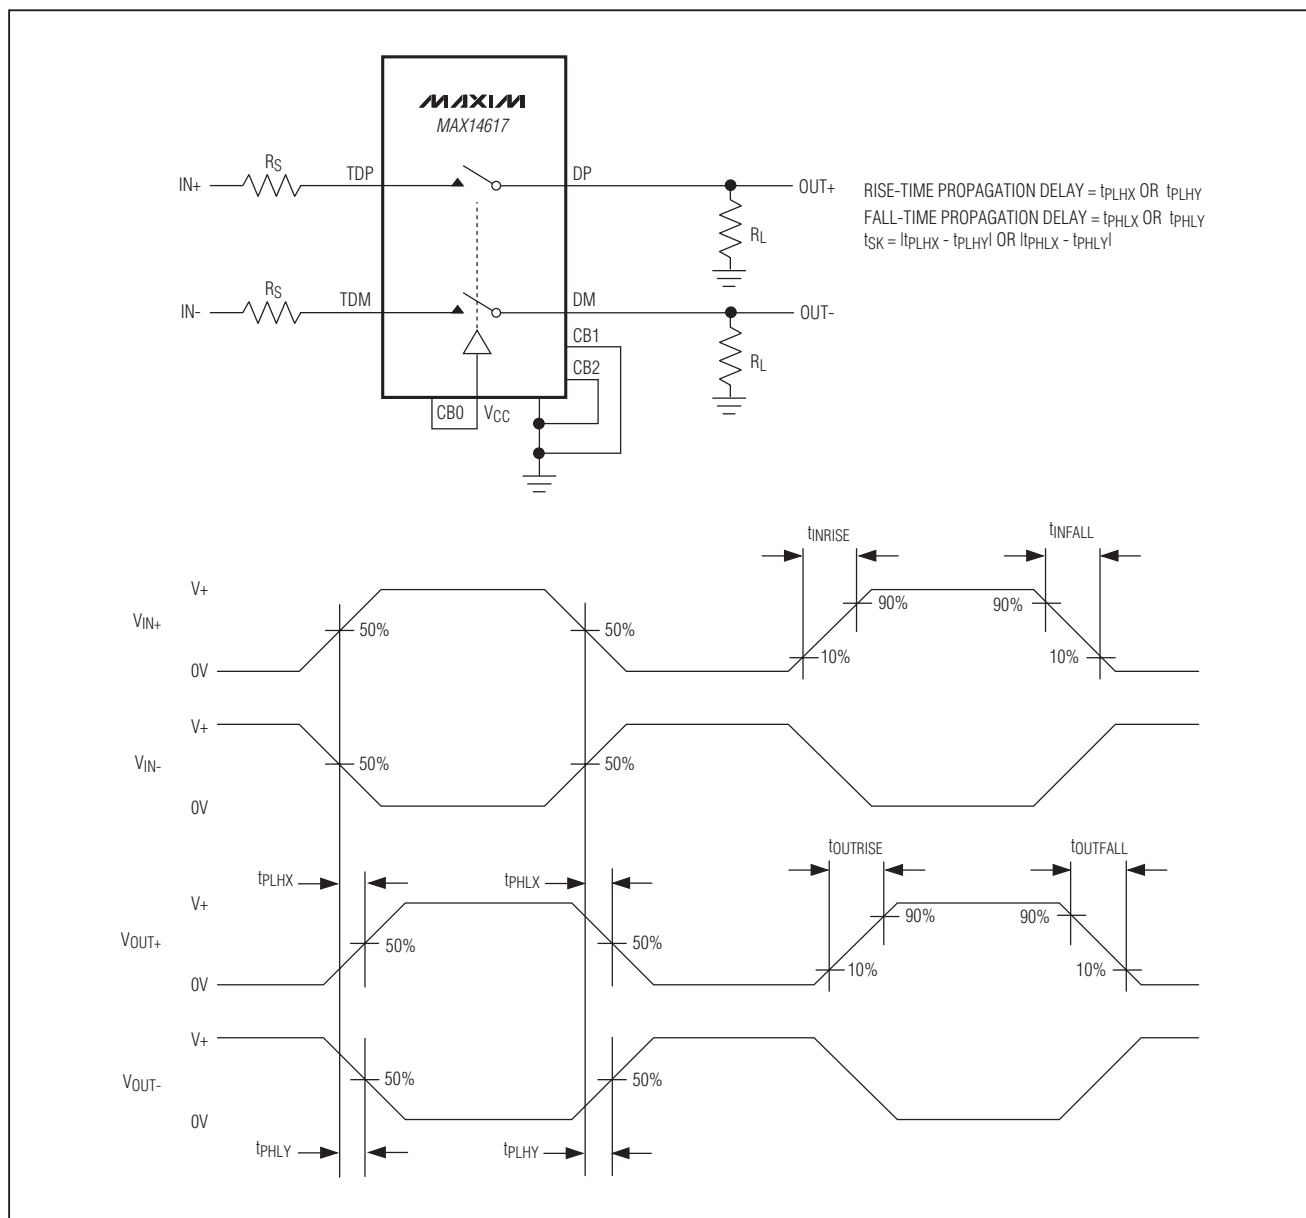 MAXIM
MAX14617
IN+ RS TDP DP OUT+
RL
IN- RS TDM DM OUT-
CB1
RL
CB2
CB0 VCC
RISE-TIME PROPAGATION DELAY = tPLHX OR tPLHY
FALL-TIME PROPAGATION DELAY = tPHLX OR tPHLY
tSK = |tPLHX - tPLHY| OR |tPHLX - tPHLY|
tINRISE tINFALL
V+
90% 90%
VIN+ 50% 50%
10% 10%
0V
V+
VIN- 50% 50%
0V
tOUTRISE tOUTFALL
tPLHX tPHLX
V+
90% 90%
VOUT+ 50% 50%
10% 10%
0V
V+
VOUT- 50% 50%
0V
tPHLY tPLHY